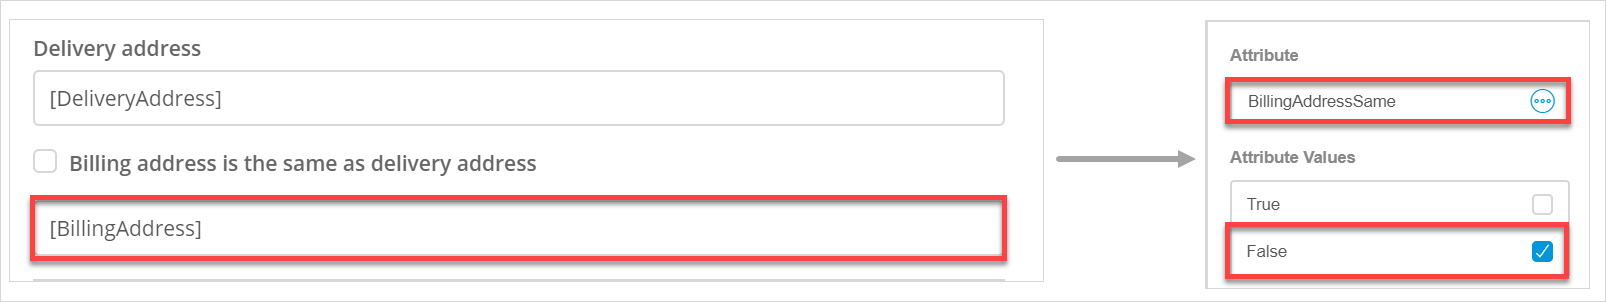 Delivery address
[DeliveryAddress]
Billing address is the same as delivery address
[BillingAddress]
Attribute
BillingAddressSame
Attribute Values
True
False